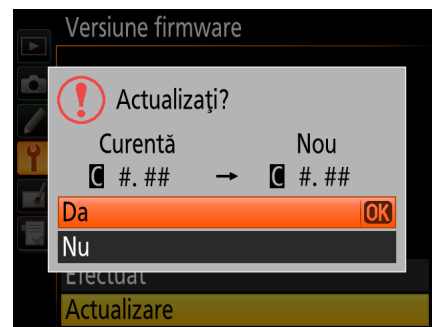 Versiune firmware
Actualizaţi?
Curentă Nou
C #. ## → C #. ##
Da OK
Nu
Efectuat
Actualizare